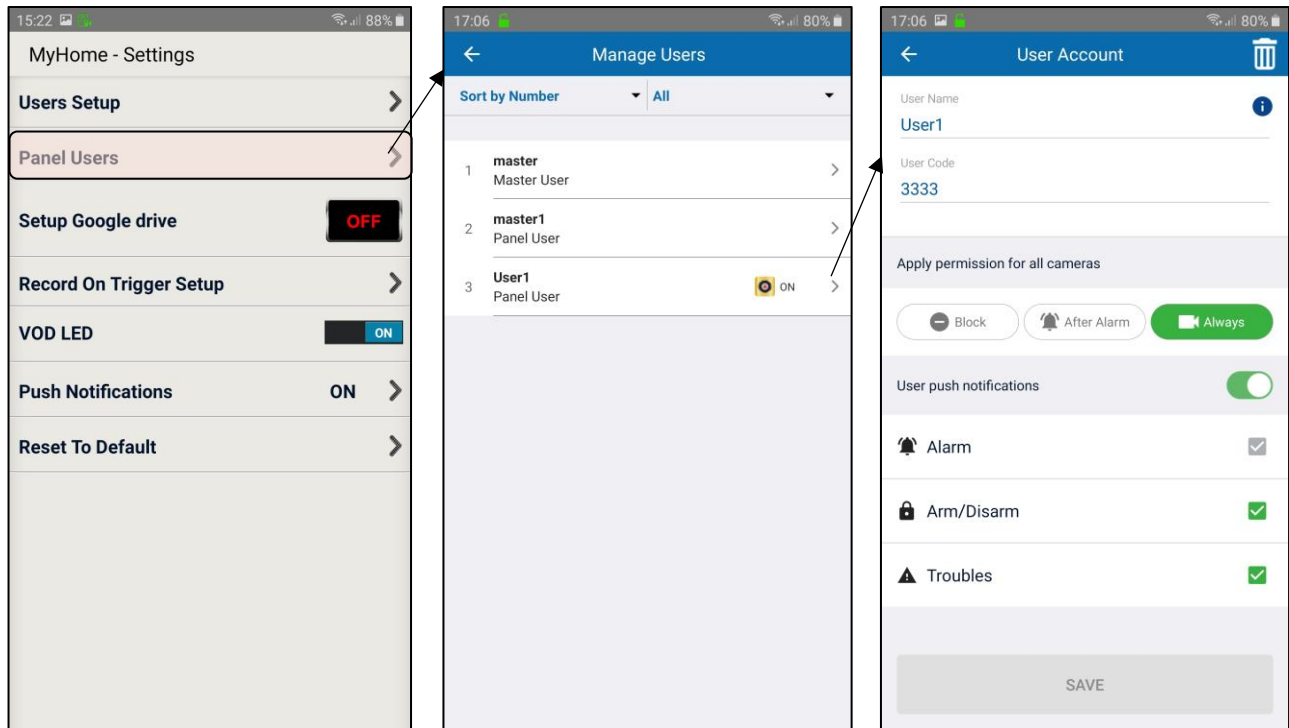 15:22 88%
MyHome - Settings
Users Setup
Panel Users
Setup Google drive OFF
Record On Trigger Setup
VOD LED ON
Push Notifications ON
Reset To Default
17:06 80%
Manage Users
Sort by Number All
1 master
Master User
2 master1
Panel User
3 User1 ON
Panel User
17:06 80%
User Account
User Name
User1
User Code
3333
Apply permission for all cameras
Block After Alarm Always
User push notifications
Alarm
Arm/Disarm
Troubles
SAVE